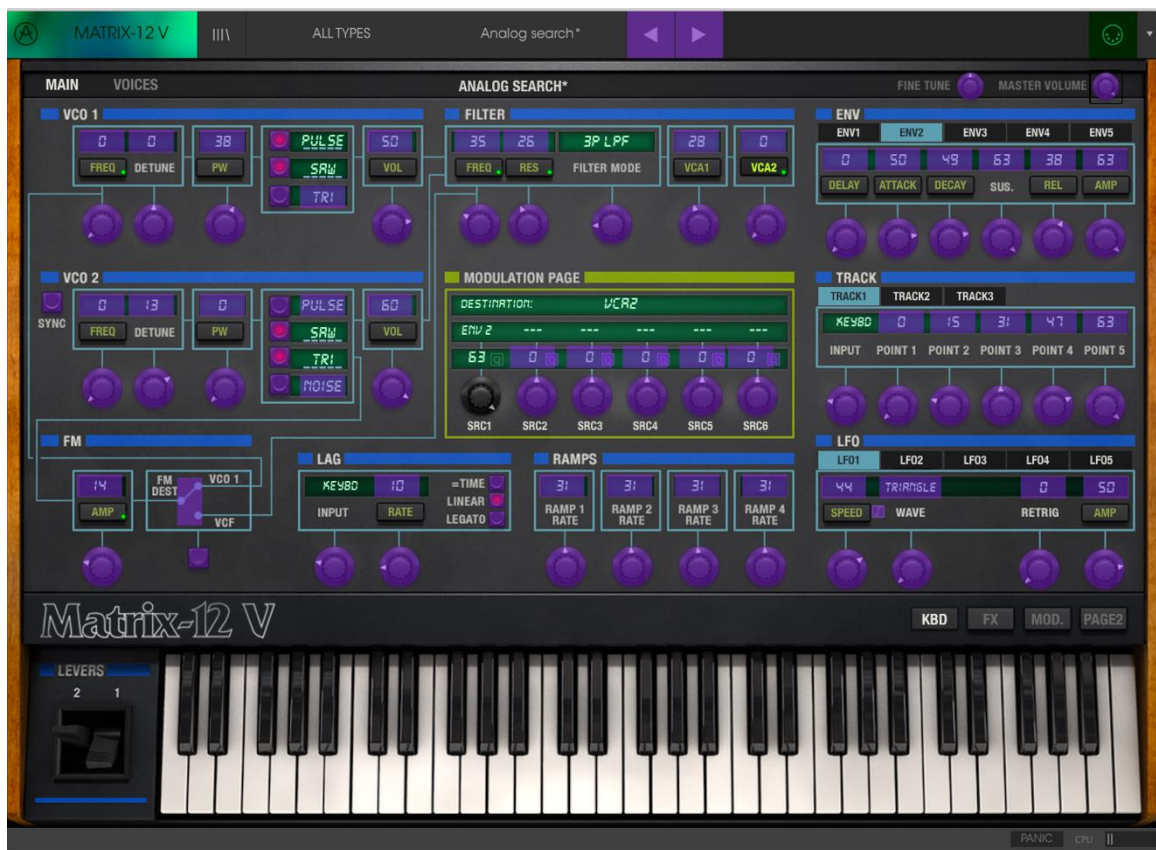 MATRIX-12 V
ALL TYPES
Analog search*
MAIN VOICES ANALOG SEARCH* FINE TUNE MASTER VOLUME
VCO 1
0 0 38 PULSE 50
FREQ DETUNE PW SAW VOL
TRI
FILTER
35 26 3P LPF 28 0
FREQ RES FILTER MODE VCA1 VCA2
ENV
ENV1 ENV2 ENV3 ENV4 ENV5
0 50 49 63 38 63
DELAY ATTACK DECAY SUS. REL AMP
VCO 2
SYNC
0 13 0 PULSE 60
FREQ DETUNE PW SAW VOL
TRI
NOISE
MODULATION PAGE
DESTINATION: VCA2
ENV 2 --- --- --- --- ---
63 Q 0 Q 0 Q 0 Q 0 Q 0 Q
SRC1 SRC2 SRC3 SRC4 SRC5 SRC6
TRACK
TRACK1 TRACK2 TRACK3
KEYBD 0 15 31 47 63
INPUT POINT 1 POINT 2 POINT 3 POINT 4 POINT 5
FM
14
AMP
FM DEST VCO 1
VCF
LAG
KEYBD 10
INPUT RATE
=TIME
LINEAR
LEGATO
RAMPS
31 31 31 31
RAMP 1 RAMP 2 RAMP 3 RAMP 4
RATE RATE RATE RATE
LFO
LFO1 LFO2 LFO3 LFO4 LFO5
44 TRIANGLE 0 50
SPEED WAVE RETRIG AMP
Matrix-12 V
KBD FX MOD. PAGE2
LEVERS
2 1
PANIC CPU